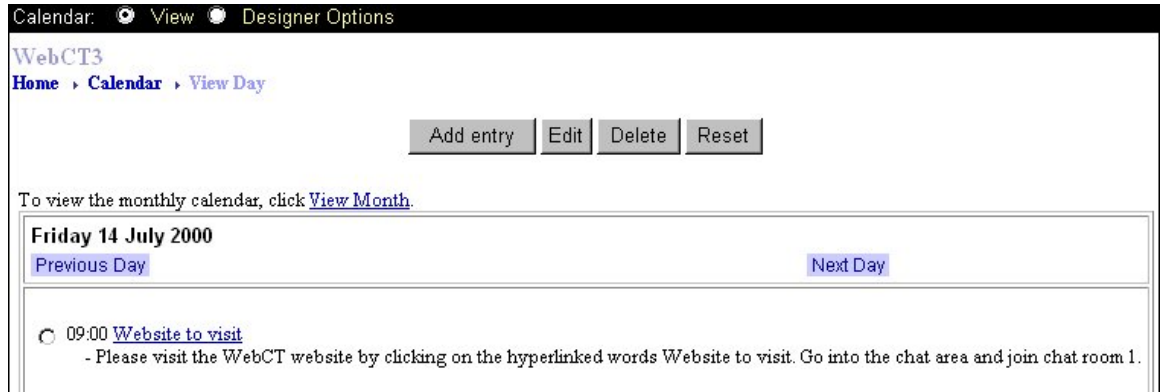 Calendar: View Designer Options
WebCT3
Home Calendar View Day
Add entry Edit Delete Reset
To view the monthly calendar, click View Month.
Friday 14 July 2000
Previous Day Next Day
09:00 Website to visit
- Please visit the WebCT website by clicking on the hyperlinked words Website to visit. Go into the chat area and join chat room 1.